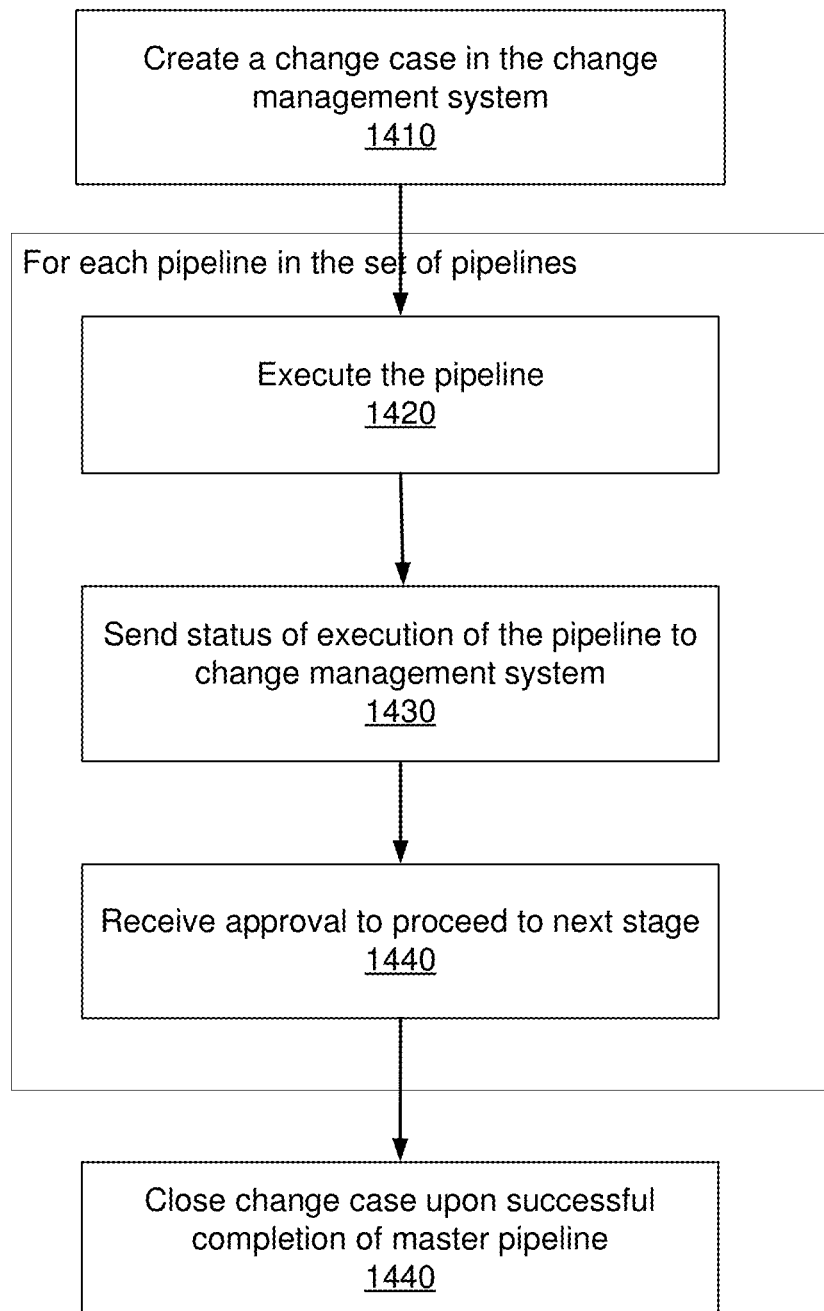 Create a change case in the change
management system
1410
For each pipeline in the set of pipelines
Execute the pipeline
1420
Send status of execution of the pipeline to
change management system
1430
Receive approval to proceed to next stage
1440
Close change case upon successful
completion of master pipeline
1440